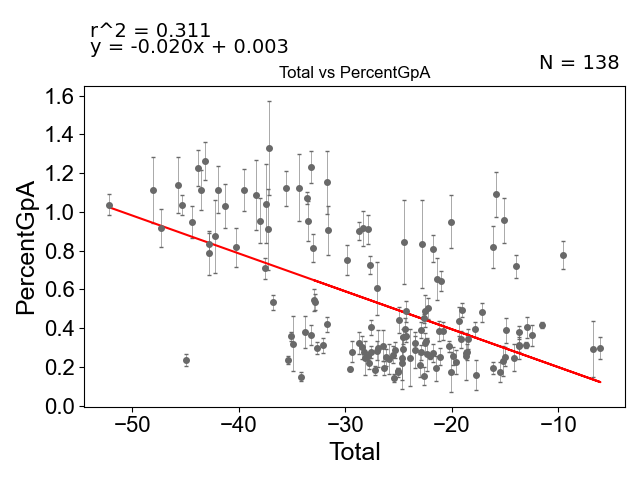 r^2 = 0.311
y = -0.020x + 0.003
N = 138
Total vs PercentGpA
1.6
1.4
1.2
1.0
0.8
0.6
0.4
0.2
0.0
PercentGpA
−50 −40 −30 −20 −10
Total